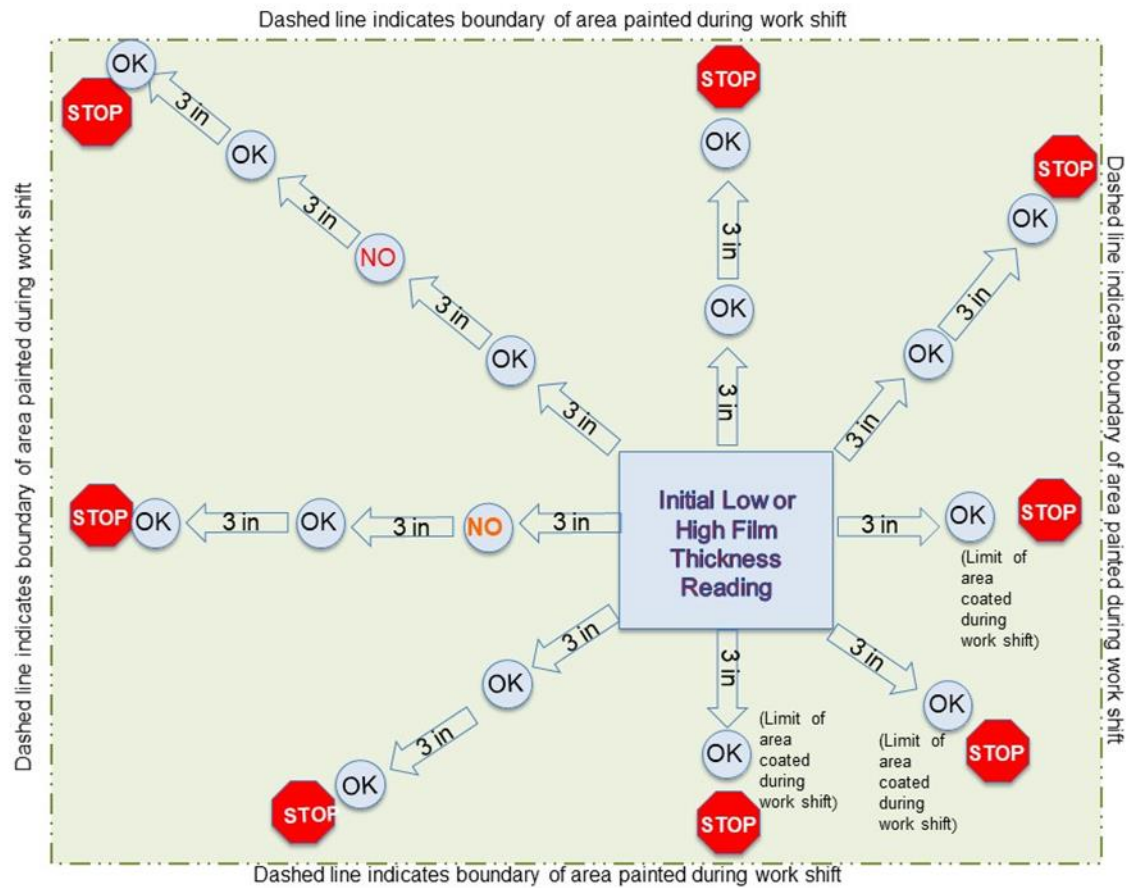 Dashed line indicates boundary of area painted during work shift
OK
STOP
3 in
OK
3 in
NO
3 in
OK
3 in
STOP
OK
3 in
OK
3 in
STOP
OK
3 in
OK
3 in
Dashed line indicates boundary of area painted during work shift
Dashed line indicates boundary of area painted during work shift
STOP
OK
3 in
OK
3 in
NO
3 in
Initial Low or
High Film
Thickness
Reading
3 in
OK
STOP
(Limit of
area
coated
during
work shift)
3 in
OK
3 in
OK
STOP
3 in
OK
(Limit of
area
coated
during
work shift)
STOP
3 in
OK
STOP
(Limit of
area
coated
during
work shift)
Dashed line indicates boundary of area painted during work shift